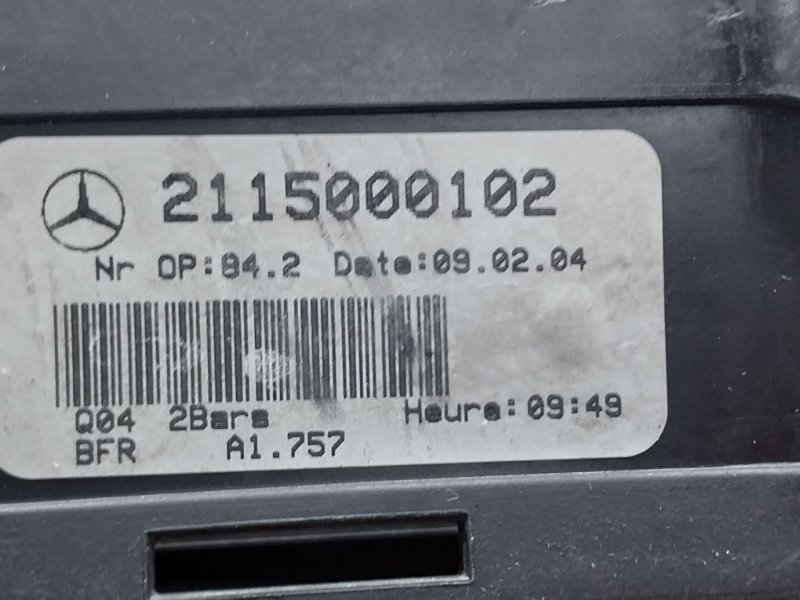 2115000102
Nr OP:84.2 Date:09.02.04
Q04 2Bars Heure:09:49
BFR A1.757